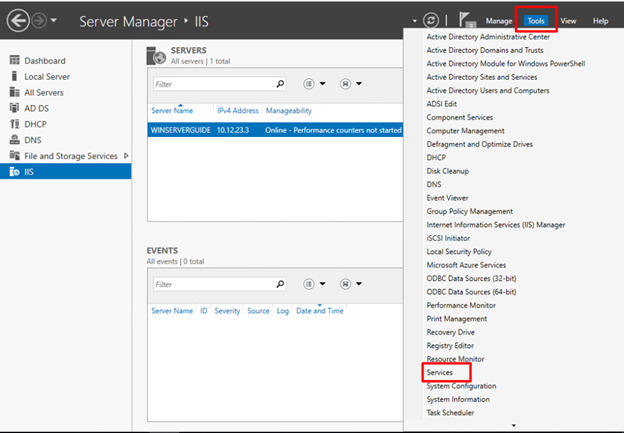 Server Manager • IIS
Manage Tools View Help
Dashboard
Local Server
All Servers
AD DS
DHCP
DNS
File and Storage Services
IIS
SERVERS
All servers | 1 total
Filter
Server Name IPv4 Address Manageability
WINSERVERGUIDE 10.12.23.3 Online - Performance counters not started
EVENTS
All events | 0 total
Filter
Server Name ID Severity Source Log Date and Time
Active Directory Administrative Center
Active Directory Domains and Trusts
Active Directory Module for Windows PowerShell
Active Directory Sites and Services
Active Directory Users and Computers
ADSI Edit
Component Services
Computer Management
Defragment and Optimize Drives
DHCP
Disk Cleanup
DNS
Event Viewer
Group Policy Management
Internet Information Services (IIS) Manager
iSCSI Initiator
Local Security Policy
Microsoft Azure Services
ODBC Data Sources (32-bit)
ODBC Data Sources (64-bit)
Performance Monitor
Print Management
Recovery Drive
Registry Editor
Resource Monitor
Services
System Configuration
System Information
Task Scheduler